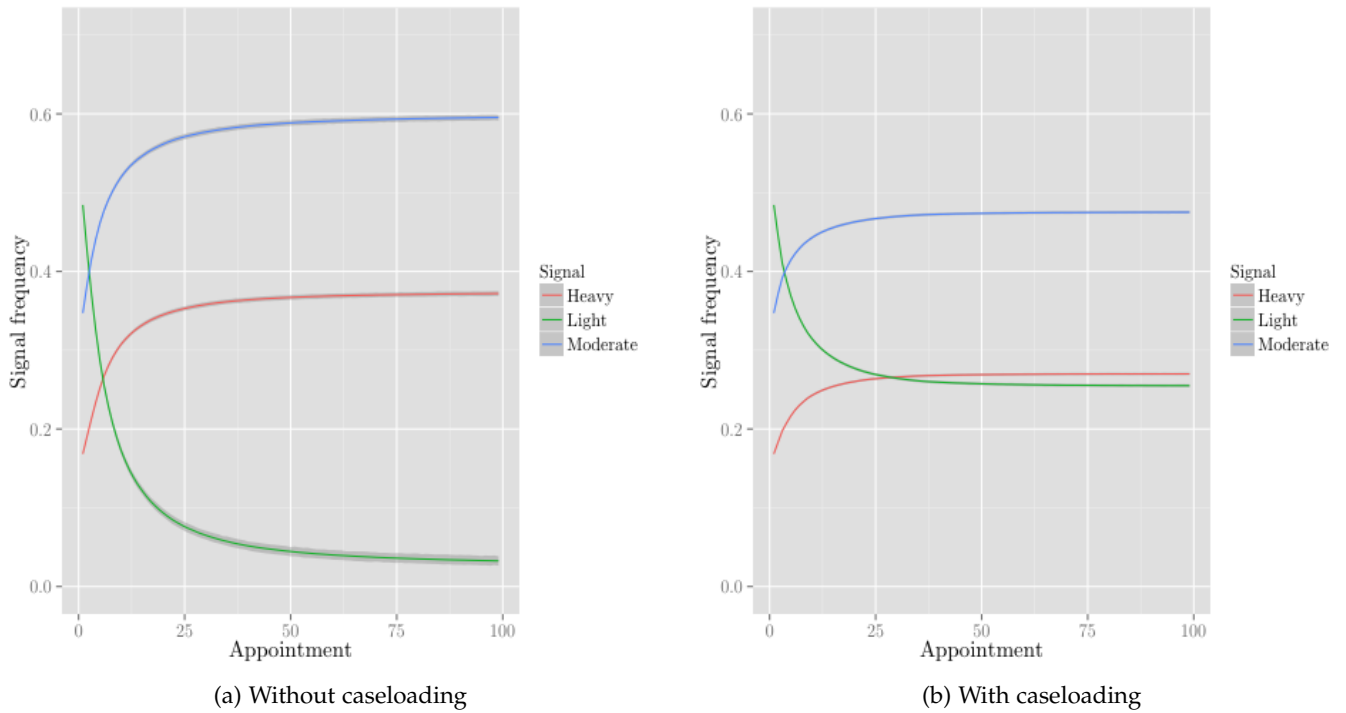 0.6
0.4
0.2
0.0
Signal frequency
0 25 50 75 100
Appointment
Signal
Heavy
Light
Moderate
(a) Without caseloading
0.6
0.4
0.2
0.0
Signal frequency
0 25 50 75 100
Appointment
Signal
Heavy
Light
Moderate
(b) With caseloading